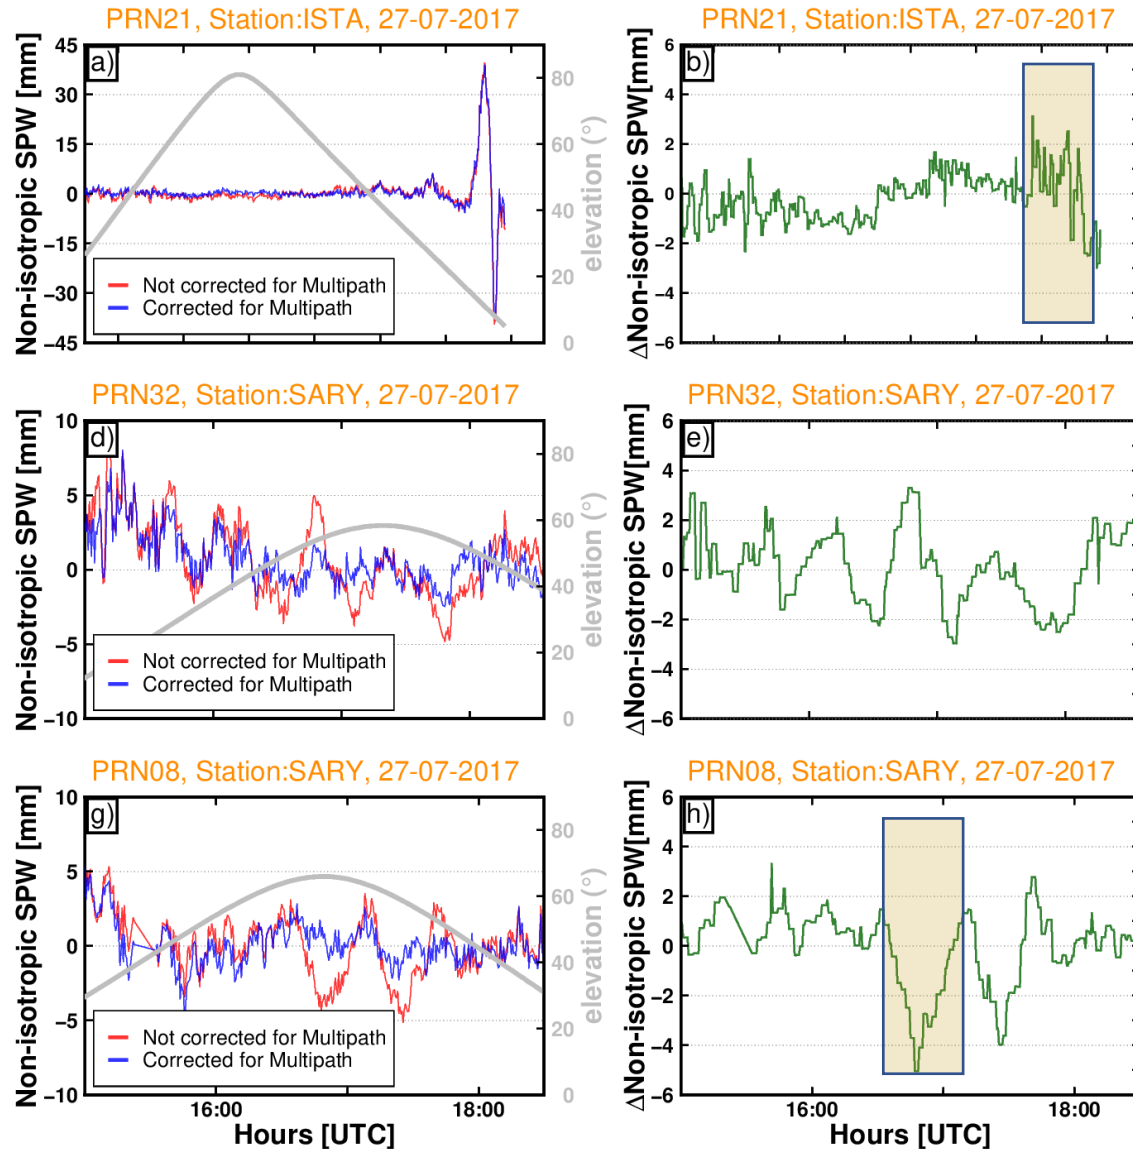 PRN21, Station:ISTA, 27-07-2017
PRN21, Station:ISTA, 27-07-2017
a)
Non-isotropic SPW [mm]
45
30
15
0
−15
−30
−45
80
60
40
20
0
elevation (°)
Not corrected for Multipath
Corrected for Multipath
b)
ΔNon-isotropic SPW[mm]
6
4
2
0
−2
−4
−6
PRN32, Station:SARY, 27-07-2017
PRN32, Station:SARY, 27-07-2017
d)
Non-isotropic SPW [mm]
10
5
0
−5
−10
80
60
40
20
0
elevation (°)
Not corrected for Multipath
Corrected for Multipath
e)
ΔNon-isotropic SPW[mm]
6
4
2
0
−2
−4
−6
PRN08, Station:SARY, 27-07-2017
PRN08, Station:SARY, 27-07-2017
g)
Non-isotropic SPW [mm]
10
5
0
−5
−10
80
60
40
20
0
elevation (°)
Not corrected for Multipath
Corrected for Multipath
16:00
18:00
Hours [UTC]
h)
ΔNon-isotropic SPW[mm]
6
4
2
0
−2
−4
−6
16:00
18:00
Hours [UTC]